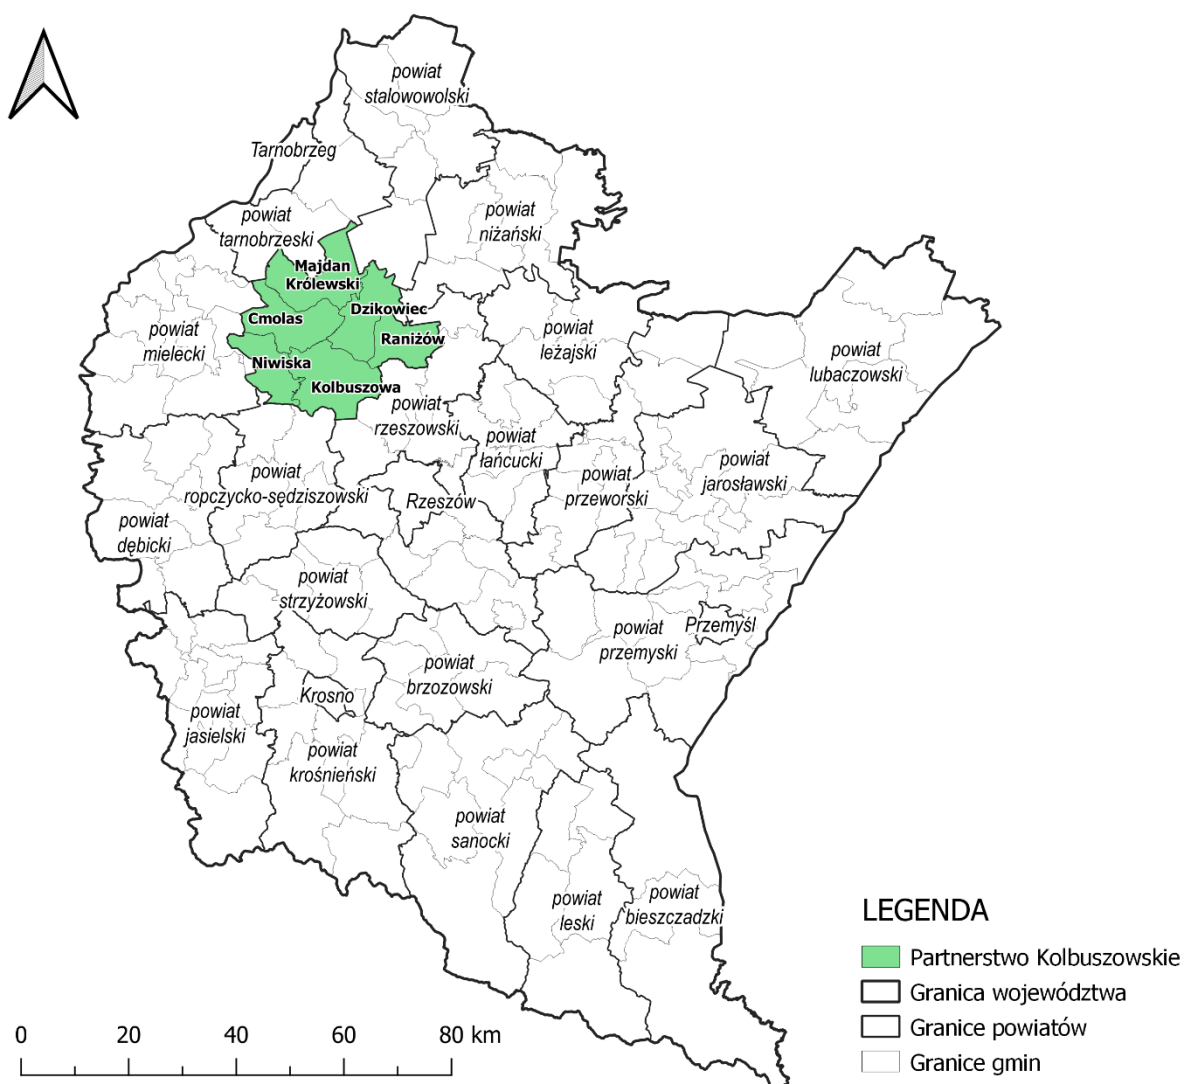 powiat
stalowowolski
Tarnobrzeg
powiat
tarnobrzeski
powiat
niżański
Majdan
Królewski
Dzikowiec
Cmolas
Raniżów
powiat
mielecki
powiat
leżajski
powiat
lubaczowski
Niwiska
Kolbuszowa
powiat
rzeszowski
powiat
łańcucki
powiat
ropczycko-sędziszowski
Rzeszów
powiat
przeworski
powiat
jarosławski
powiat
dębicki
powiat
strzyżowski
powiat
przemyski
Przemyśl
powiat
brzozowski
Krosno
powiat
jasielski
powiat
krośnieński
powiat
sanocki
powiat
leski
powiat
bieszczadzki
LEGENDA
Partnerstwo Kolbuszowskie
Granica województwa
Granice powiatów
Granice gmin
0 20 40 60 80 km